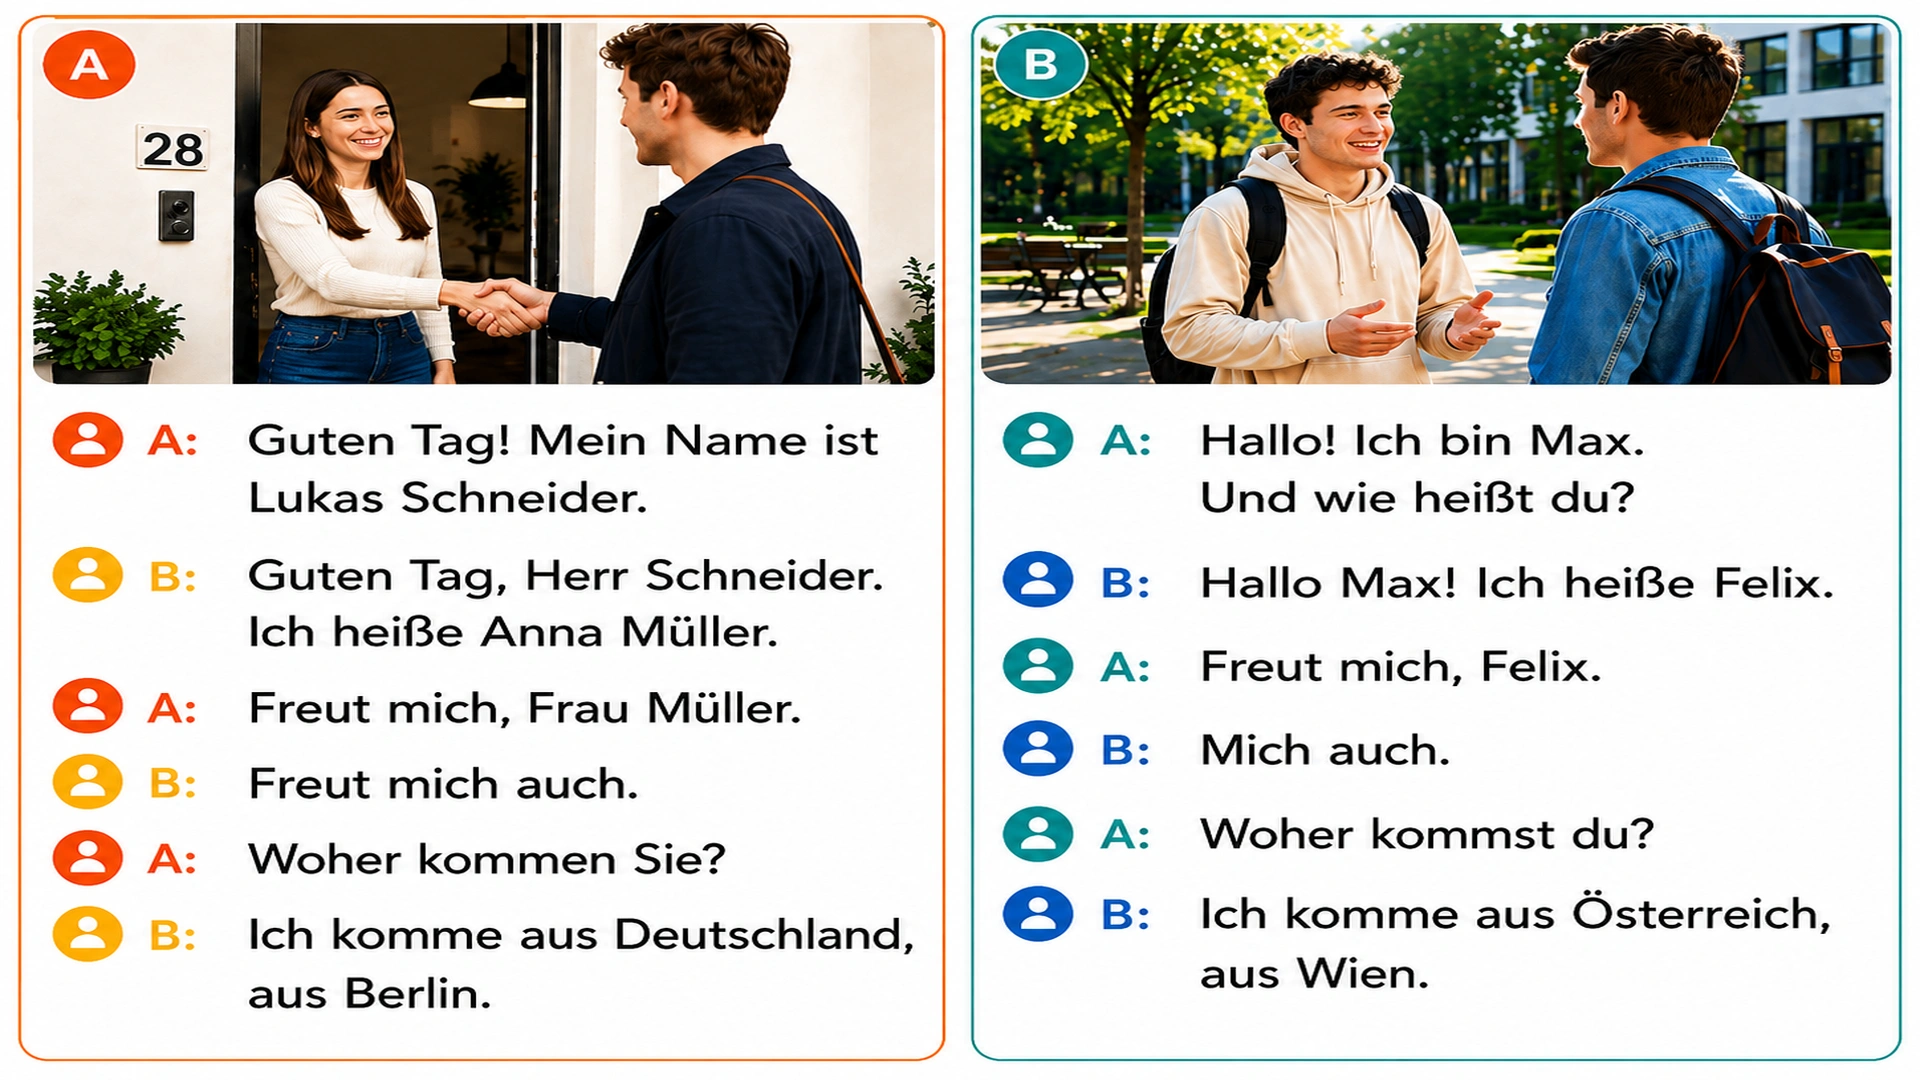 A
28
A: Guten Tag! Mein Name ist
Lukas Schneider.
B: Guten Tag, Herr Schneider.
Ich heiße Anna Müller.
A: Freut mich, Frau Müller.
B: Freut mich auch.
A: Woher kommen Sie?
B: Ich komme aus Deutschland,
aus Berlin.
B
A: Hallo! Ich bin Max.
Und wie heißt du?
B: Hallo Max! Ich heiße Felix.
A: Freut mich, Felix.
B: Mich auch.
A: Woher kommst du?
B: Ich komme aus Österreich,
aus Wien.